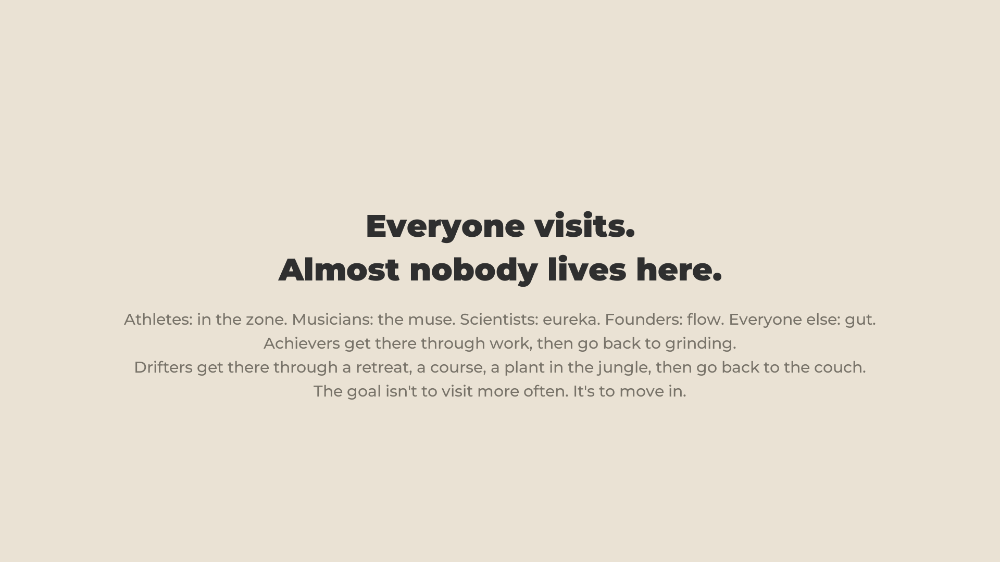 Everyone visits.
Almost nobody lives here.
Athletes: in the zone. Musicians: the muse. Scientists: eureka. Founders: flow. Everyone else: gut.
Achievers get there through work, then go back to grinding.
Drifters get there through a retreat, a course, a plant in the jungle, then go back to the couch.
The goal isn't to visit more often. It's to move in.